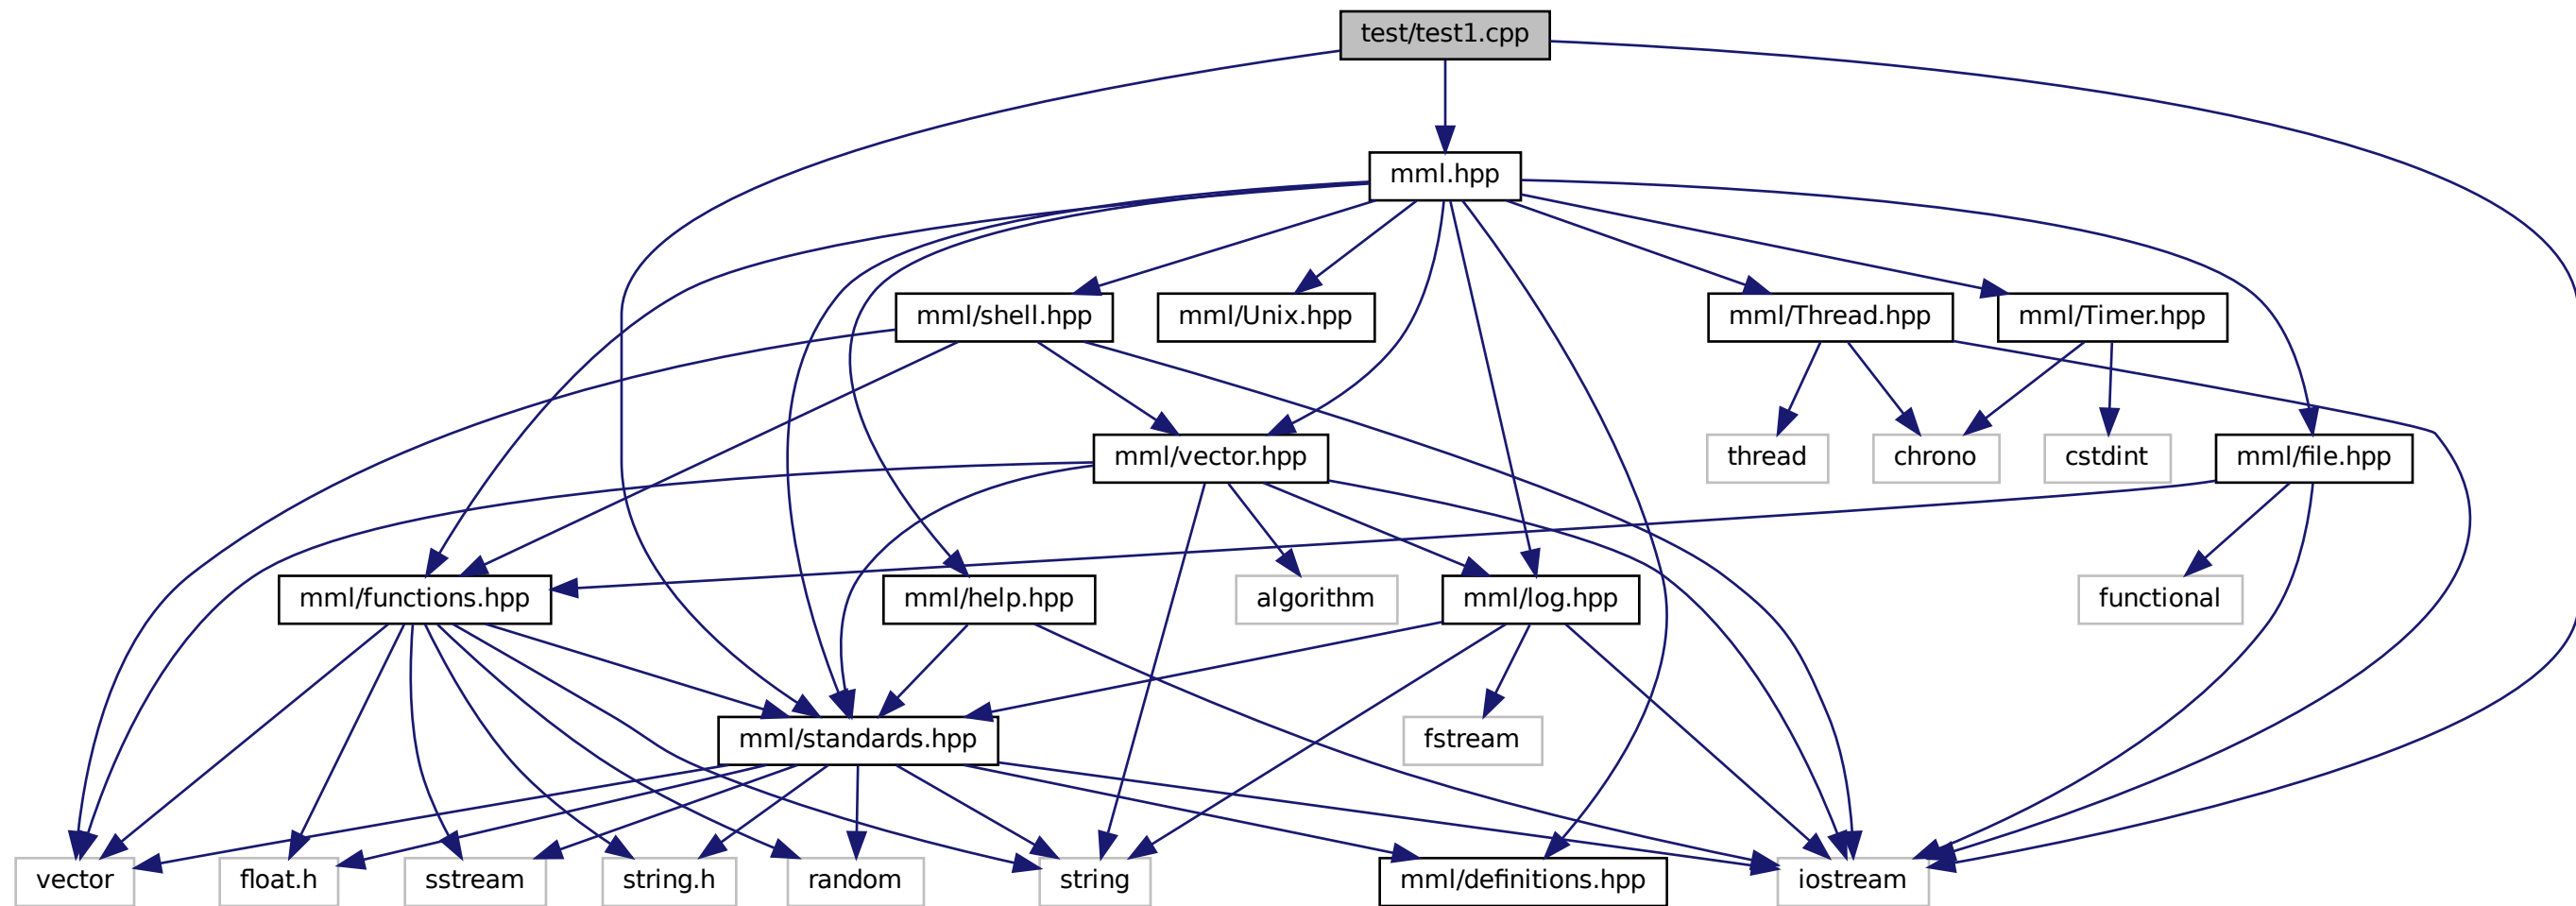 test/test1.cpp
mml.hpp
mml/shell.hpp
mml/Unix.hpp
mml/Thread.hpp
mml/Timer.hpp
mml/vector.hpp
thread
chrono
cstdint
mml/file.hpp
mml/functions.hpp
mml/help.hpp
algorithm
mml/log.hpp
functional
mml/standards.hpp
fstream
vector
float.h
sstream
string.h
random
string
mml/definitions.hpp
iostream